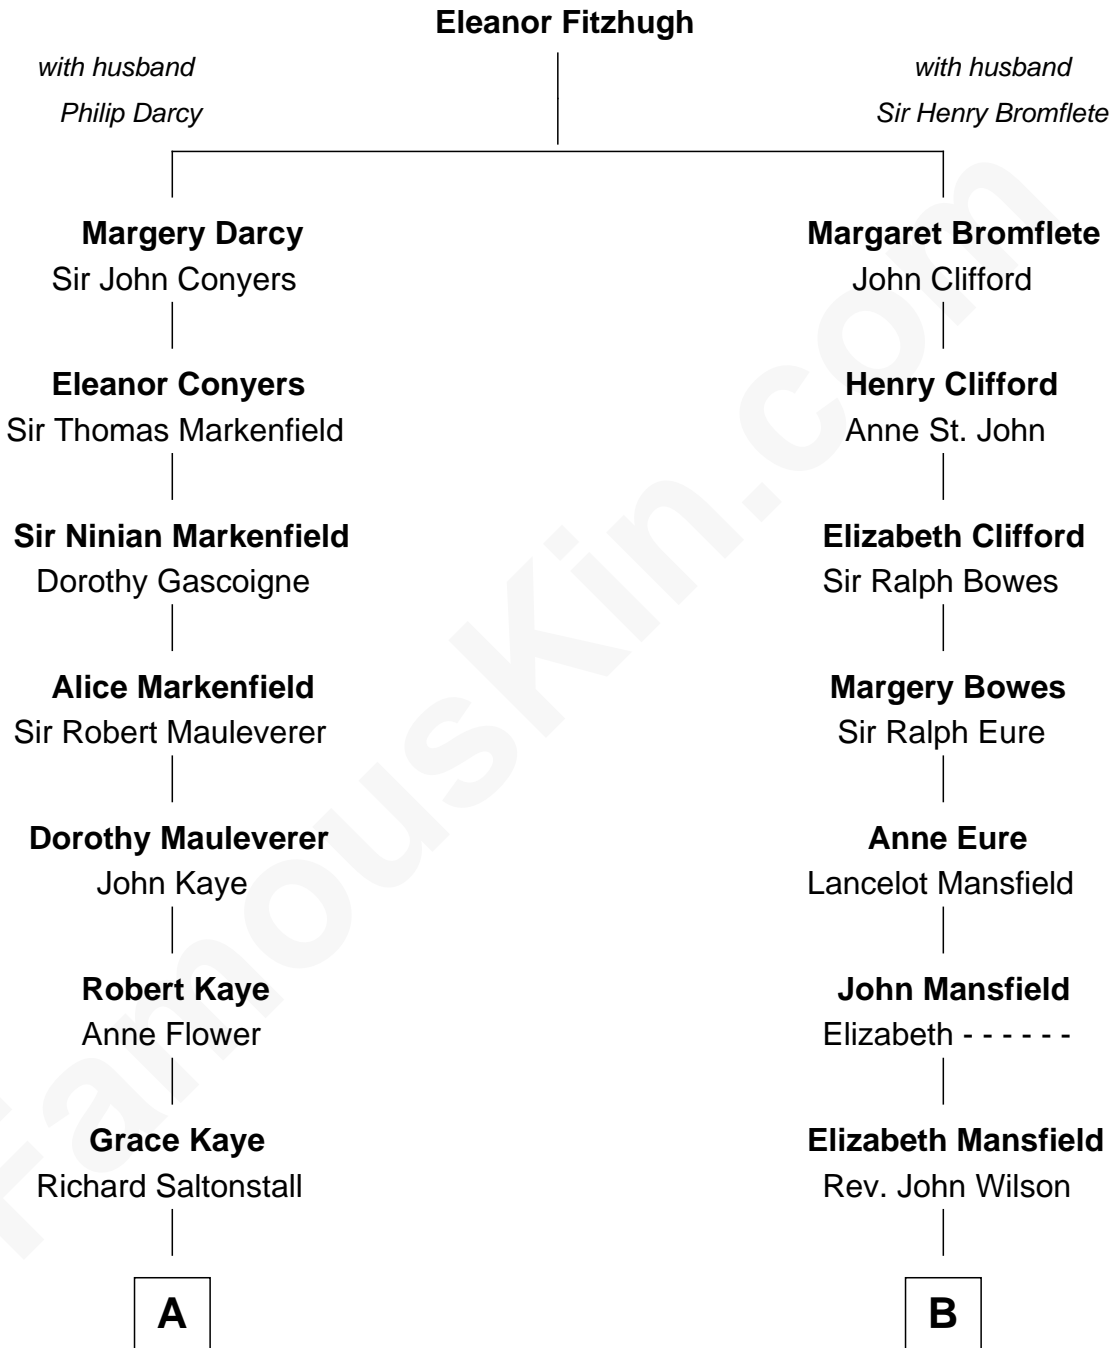 Eleanor Fitzhugh
with husband
Philip Darcy
with husband
Sir Henry Bromflete
Margery Darcy
Sir John Conyers
Eleanor Conyers
Sir Thomas Markenfield
Sir Ninian Markenfield
Dorothy Gascoigne
Alice Markenfield
Sir Robert Mauleverer
Dorothy Mauleverer
John Kaye
Robert Kaye
Anne Flower
Grace Kaye
Richard Saltonstall
A
Margaret Bromflete
John Clifford
Henry Clifford
Anne St. John
Elizabeth Clifford
Sir Ralph Bowes
Margery Bowes
Sir Ralph Eure
Anne Eure
Lancelot Mansfield
John Mansfield
Elizabeth - - - - - -
Elizabeth Mansfield
Rev. John Wilson
B
FamousKin.com